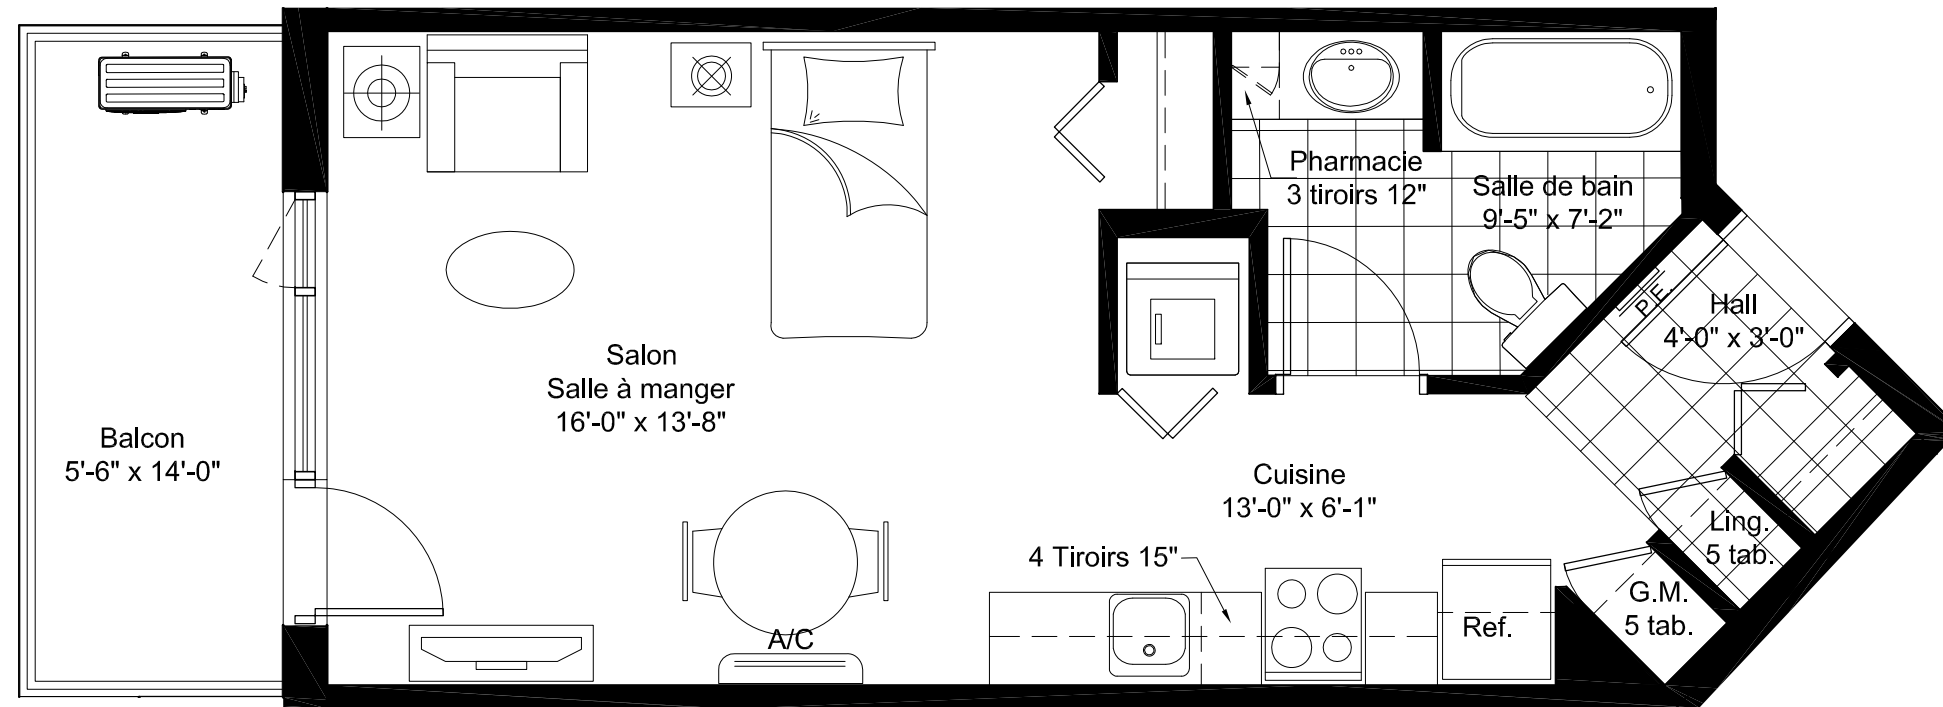 Pharmacie
3 tiroirs 12"
Salle de bain
9'-5" x 7'-2"
P.E.
Hall
4'-0" x 3'-0"
Salon
Salle à manger
16'-0" x 13'-8"
Balcon
5'-6" x 14'-0"
Cuisine
13'-0" x 6'-1"
4 Tiroirs 15"
Ling.
5 tab.
G.M.
5 tab.
Ref.
A/C